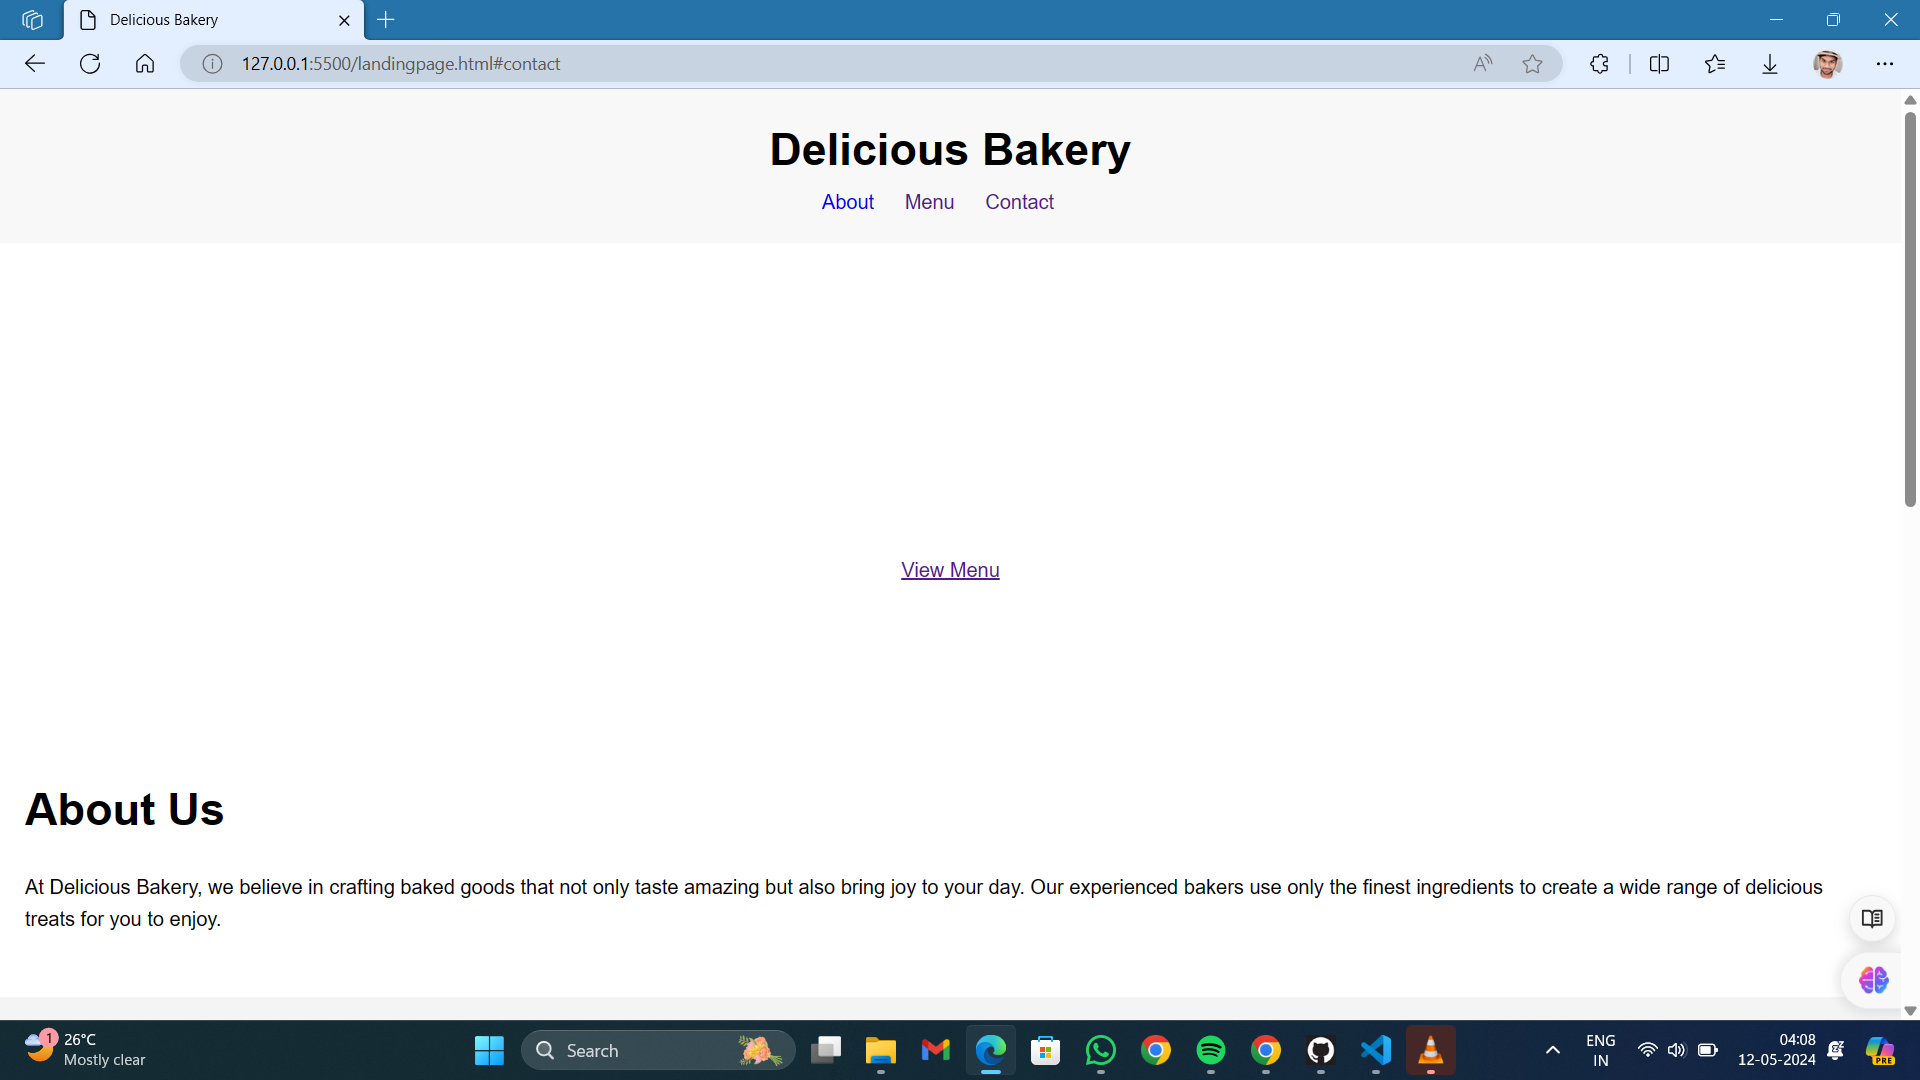 Delicious Bakery
127.0.0.1:5500/landingpage.html#contact
Delicious Bakery
About Menu Contact
View Menu
About Us
At Delicious Bakery, we believe in crafting baked goods that not only taste amazing but also bring joy to your day. Our experienced bakers use only the finest ingredients to create a wide range of delicious
treats for you to enjoy.
1
26°C
Mostly clear
Search
ENG
IN
04:08
12-05-2024
PRE